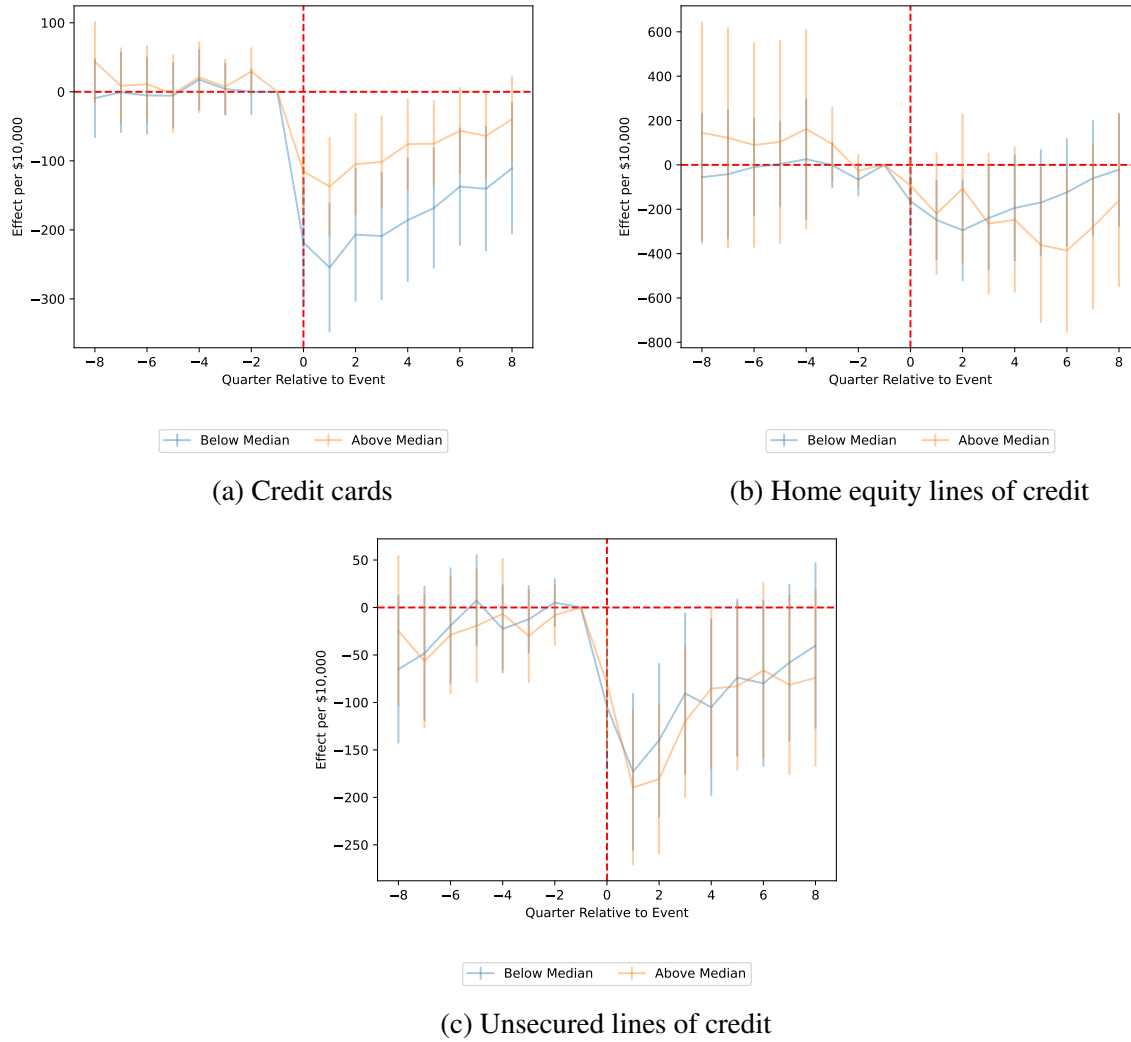 100
0
−100
−200
−300
Effect per $10,000
−8 −6 −4 −2 0 2 4 6 8
Quarter Relative to Event
Below Median Above Median
(a) Credit cards
600
400
200
0
−200
−400
−600
−800
Effect per $10,000
−8 −6 −4 −2 0 2 4 6 8
Quarter Relative to Event
Below Median Above Median
(b) Home equity lines of credit
50
0
−50
−100
−150
−200
−250
Effect per $10,000
−8 −6 −4 −2 0 2 4 6 8
Quarter Relative to Event
Below Median Above Median
(c) Unsecured lines of credit